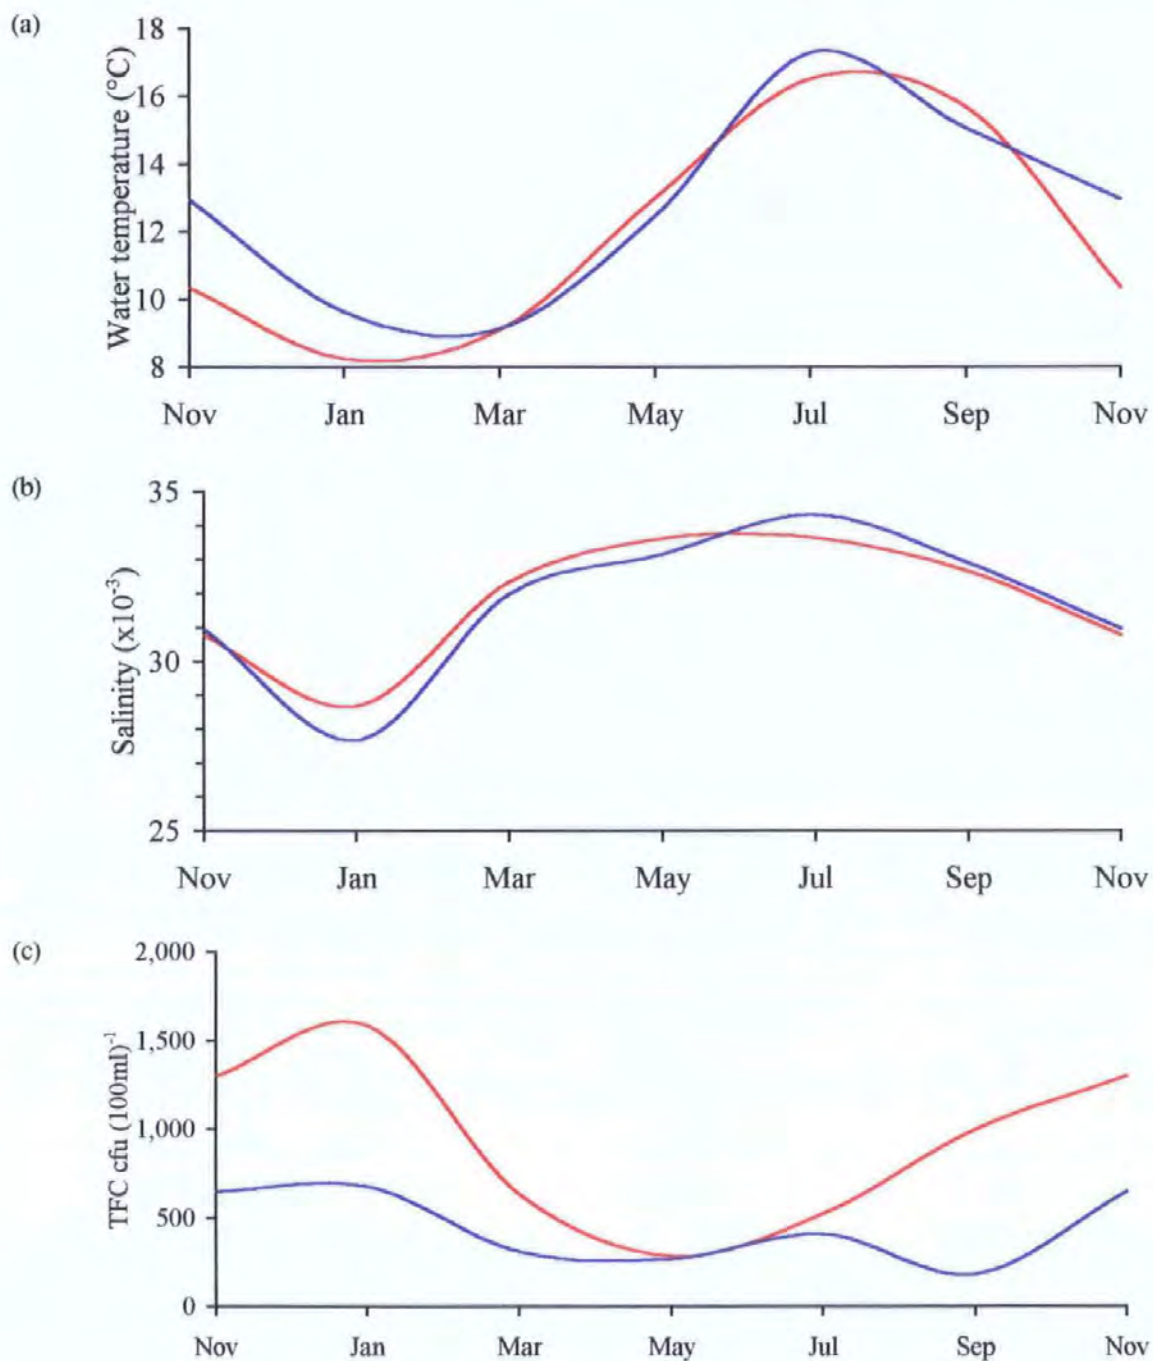 (a)
Water temperature (°C)
18
16
14
12
10
8
Nov Jan Mar May Jul Sep Nov
(b)
Salinity (x10⁻³)
35
30
25
Nov Jan Mar May Jul Sep Nov
(c)
TFC cfu (100ml)⁻¹
2,000
1,500
1,000
500
0
Nov Jan Mar May Jul Sep Nov